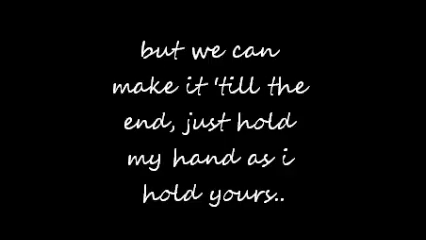 but we can
make it 'till the
end, just hold
my hand as i
hold yours..